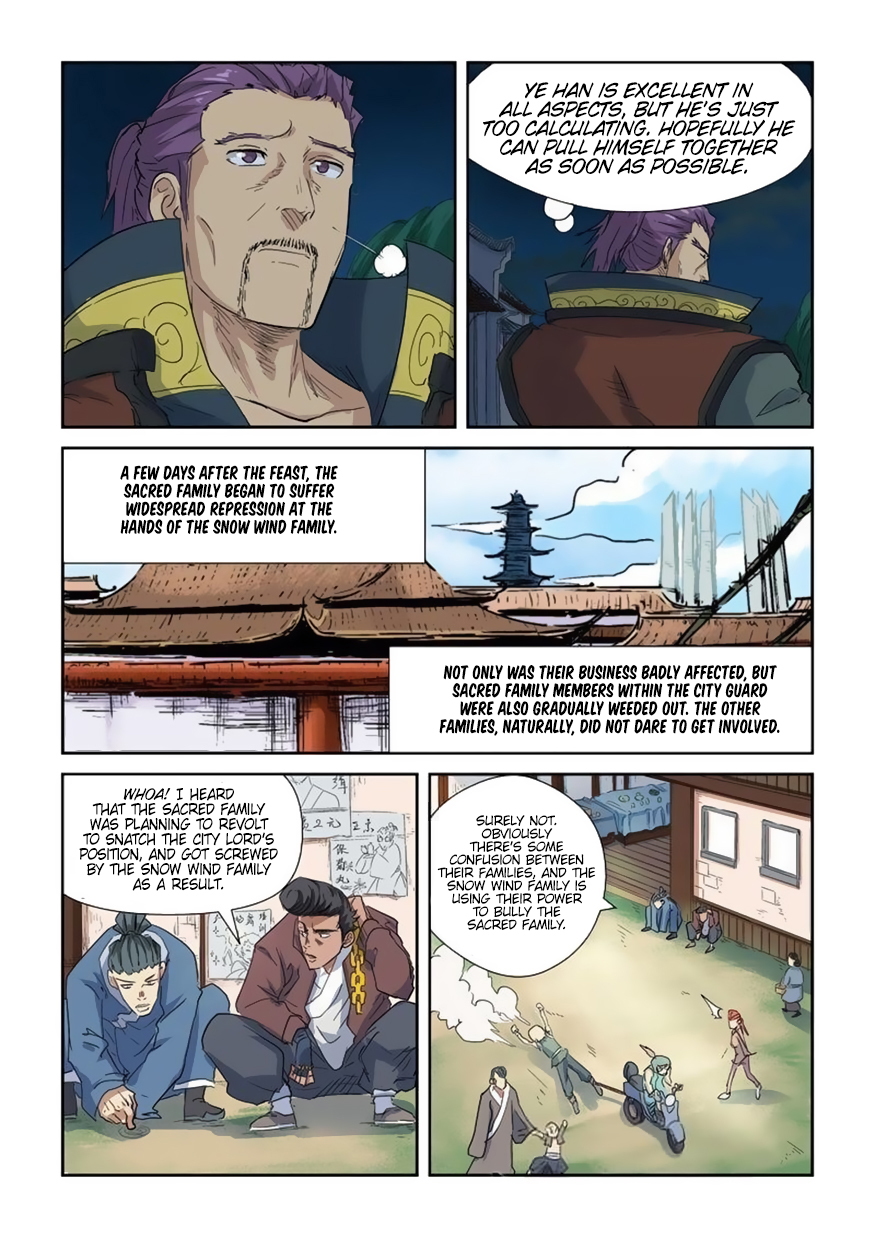 YE HAN IS EXCELLENT IN
ALL ASPECTS, BUT HE'S JUST
TOO CALCULATING. HOPEFULLY HE
CAN PULL HIMSELF TOGETHER
AS SOON AS POSSIBLE.
A FEW DAYS AFTER THE FEAST, THE
SACRED FAMILY BEGAN TO SUFFER
WIDESPREAD REPRESSION AT THE
HANDS OF THE SNOW WIND FAMILY.
NOT ONLY WAS THEIR BUSINESS BADLY AFFECTED, BUT
SACRED FAMILY MEMBERS WITHIN THE CITY GUARD
WERE ALSO GRADUALLY WEEDED OUT. THE OTHER
FAMILIES, NATURALLY, DID NOT DARE TO GET INVOLVED.
WHOA! I HEARD
THAT THE SACRED FAMILY
WAS PLANNING TO REVOLT
TO SNATCH THE CITY LORD'S
POSITION, AND GOT SCREWED
BY THE SNOW WIND FAMILY
AS A RESULT.
SURELY NOT.
OBVIOUSLY
THERE'S SOME
CONFUSION BETWEEN
THEIR FAMILIES, AND THE
SNOW WIND FAMILY IS
USING THEIR POWER
TO BULLY THE
SACRED FAMILY.